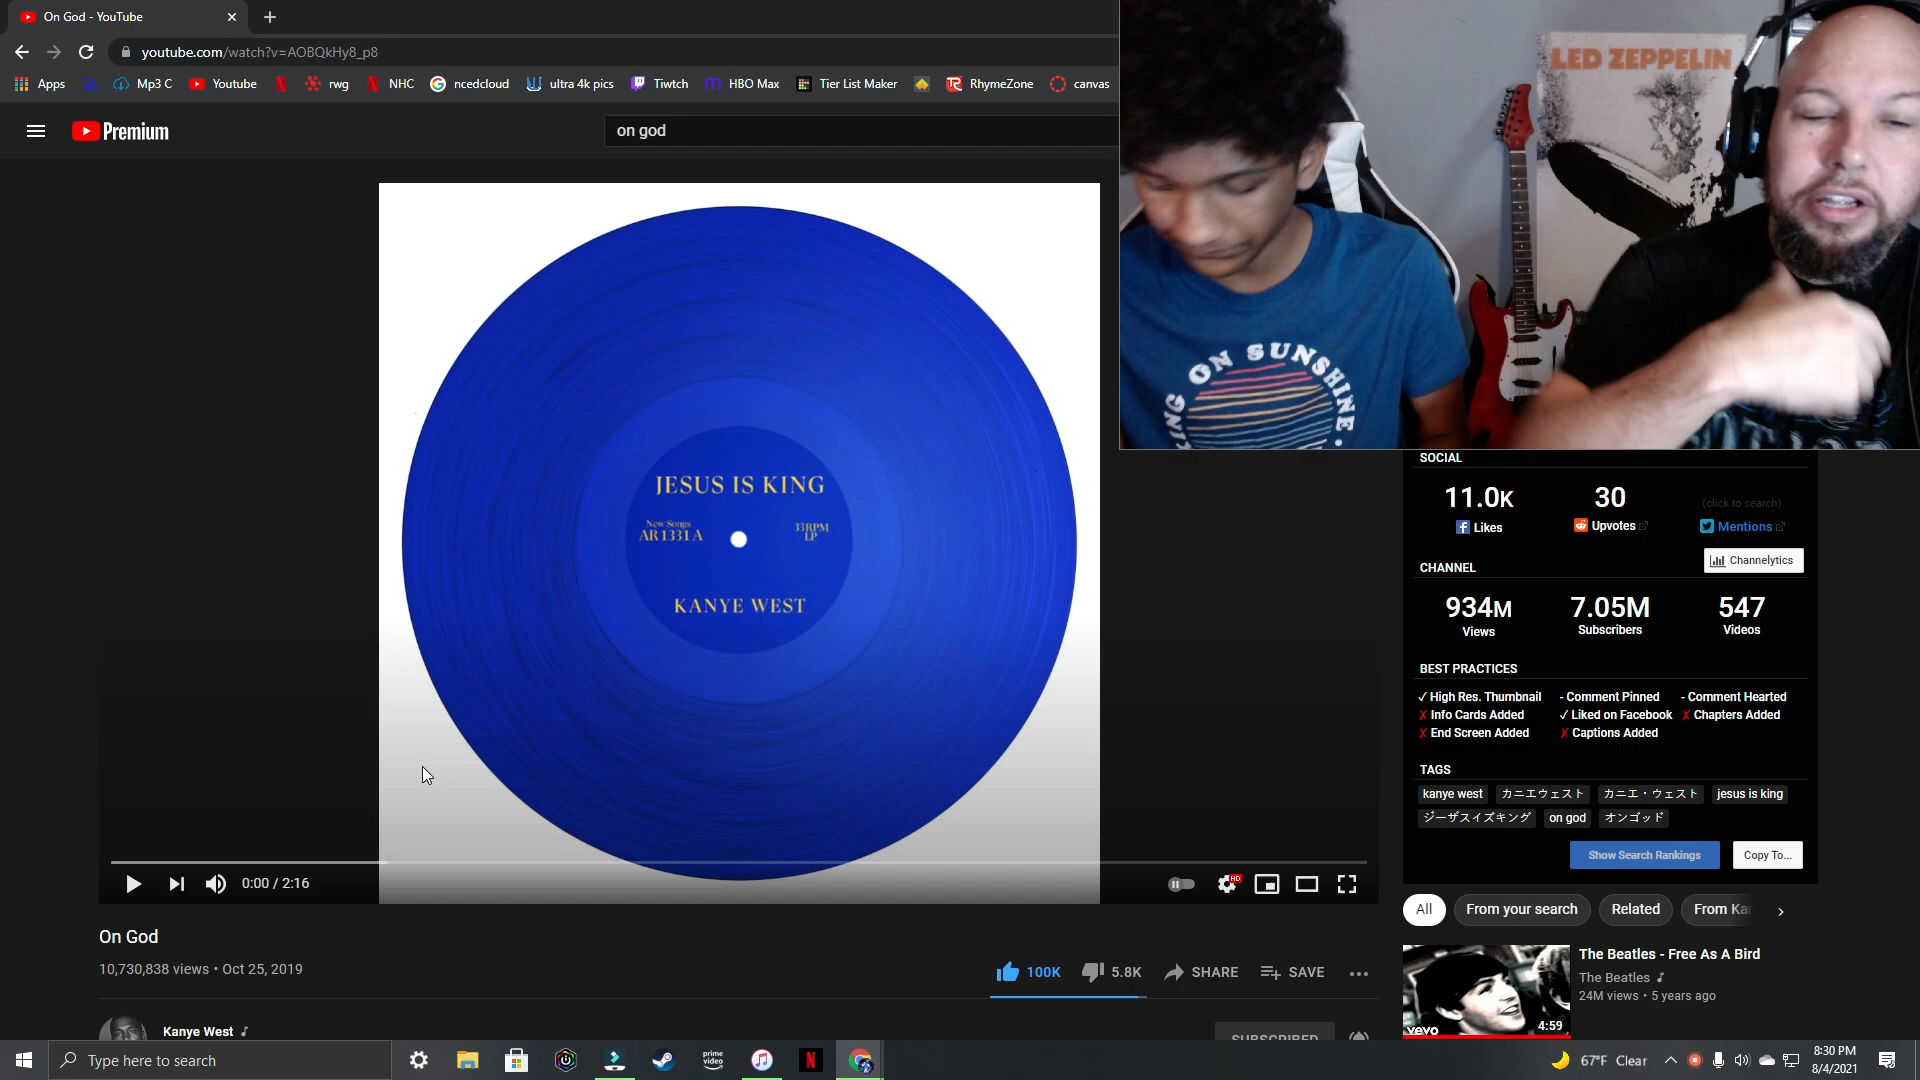 On God - YouTube
youtube.com/watch?v=AOBQkHy8_p8
Apps Mp3 C Youtube rwg NHC ncedcloud ultra 4k pics Tiwtch HBO Max Tier List Maker RhymeZone canvas
Premium
on god
LED ZEPPELIN
ON SUNSHINE.
JESUS IS KING
New Songs
AR1331 A
33RPM
LP
KANYE WEST
0:00 / 2:16
HD
On God
10,730,838 views • Oct 25, 2019
100K 5.8K SHARE SAVE
Kanye West
SUBSCRIBED
SOCIAL
11.0K 30 (click to search)
Likes Upvotes Mentions
Channelytics
CHANNEL
934M 7.05M 547
Views Subscribers Videos
BEST PRACTICES
✓ High Res. Thumbnail - Comment Pinned - Comment Hearted
✗ Info Cards Added ✓ Liked on Facebook ✗ Chapters Added
✗ End Screen Added ✗ Captions Added
TAGS
kanye west カニエウェスト カニエ・ウェスト jesus is king
ジーザスイズキング on god オンゴッド
Show Search Rankings Copy To...
All From your search Related From Ka
The Beatles - Free As A Bird
The Beatles
24M views • 5 years ago
vevo
4:59
Type here to search
prime
video
67°F Clear
8:30 PM
8/4/2021